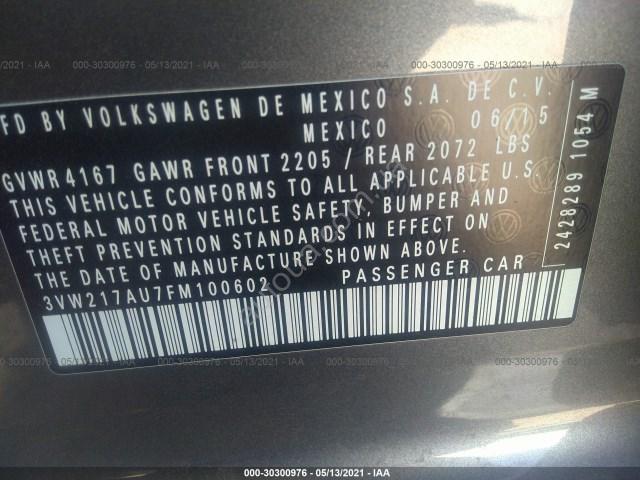 000-30300976 - 05/13/2021 - IAA
MFD BY VOLKSWAGEN DE MEXICO S.A. DE C.V.
MEXICO 06/15
GVWR 4167 GAWR FRONT 2205 / REAR 2072 LBS
THIS VEHICLE CONFORMS TO ALL APPLICABLE U.S.
FEDERAL MOTOR VEHICLE SAFETY, BUMPER AND
THEFT PREVENTION STANDARDS IN EFFECT ON
THE DATE OF MANUFACTURE SHOWN ABOVE.
3VW217AU7FM100602 PASSENGER CAR
2428289 1054 M
000-30300976 - 05/13/2021 - IAA